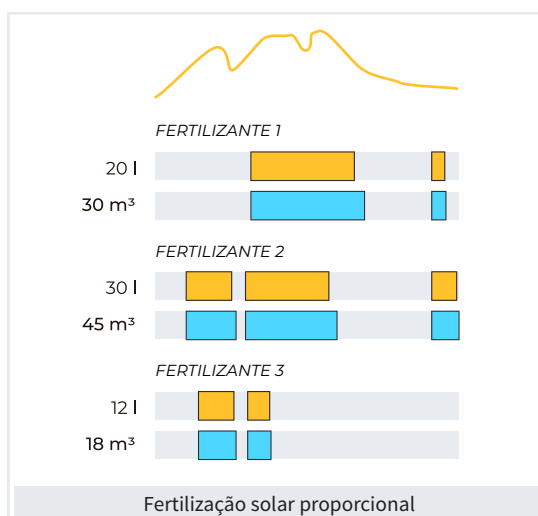 FERTILIZANTE 1
20 l
30 m³
FERTILIZANTE 2
30 l
45 m³
FERTILIZANTE 3
12 l
18 m³
Fertilização solar proporcional